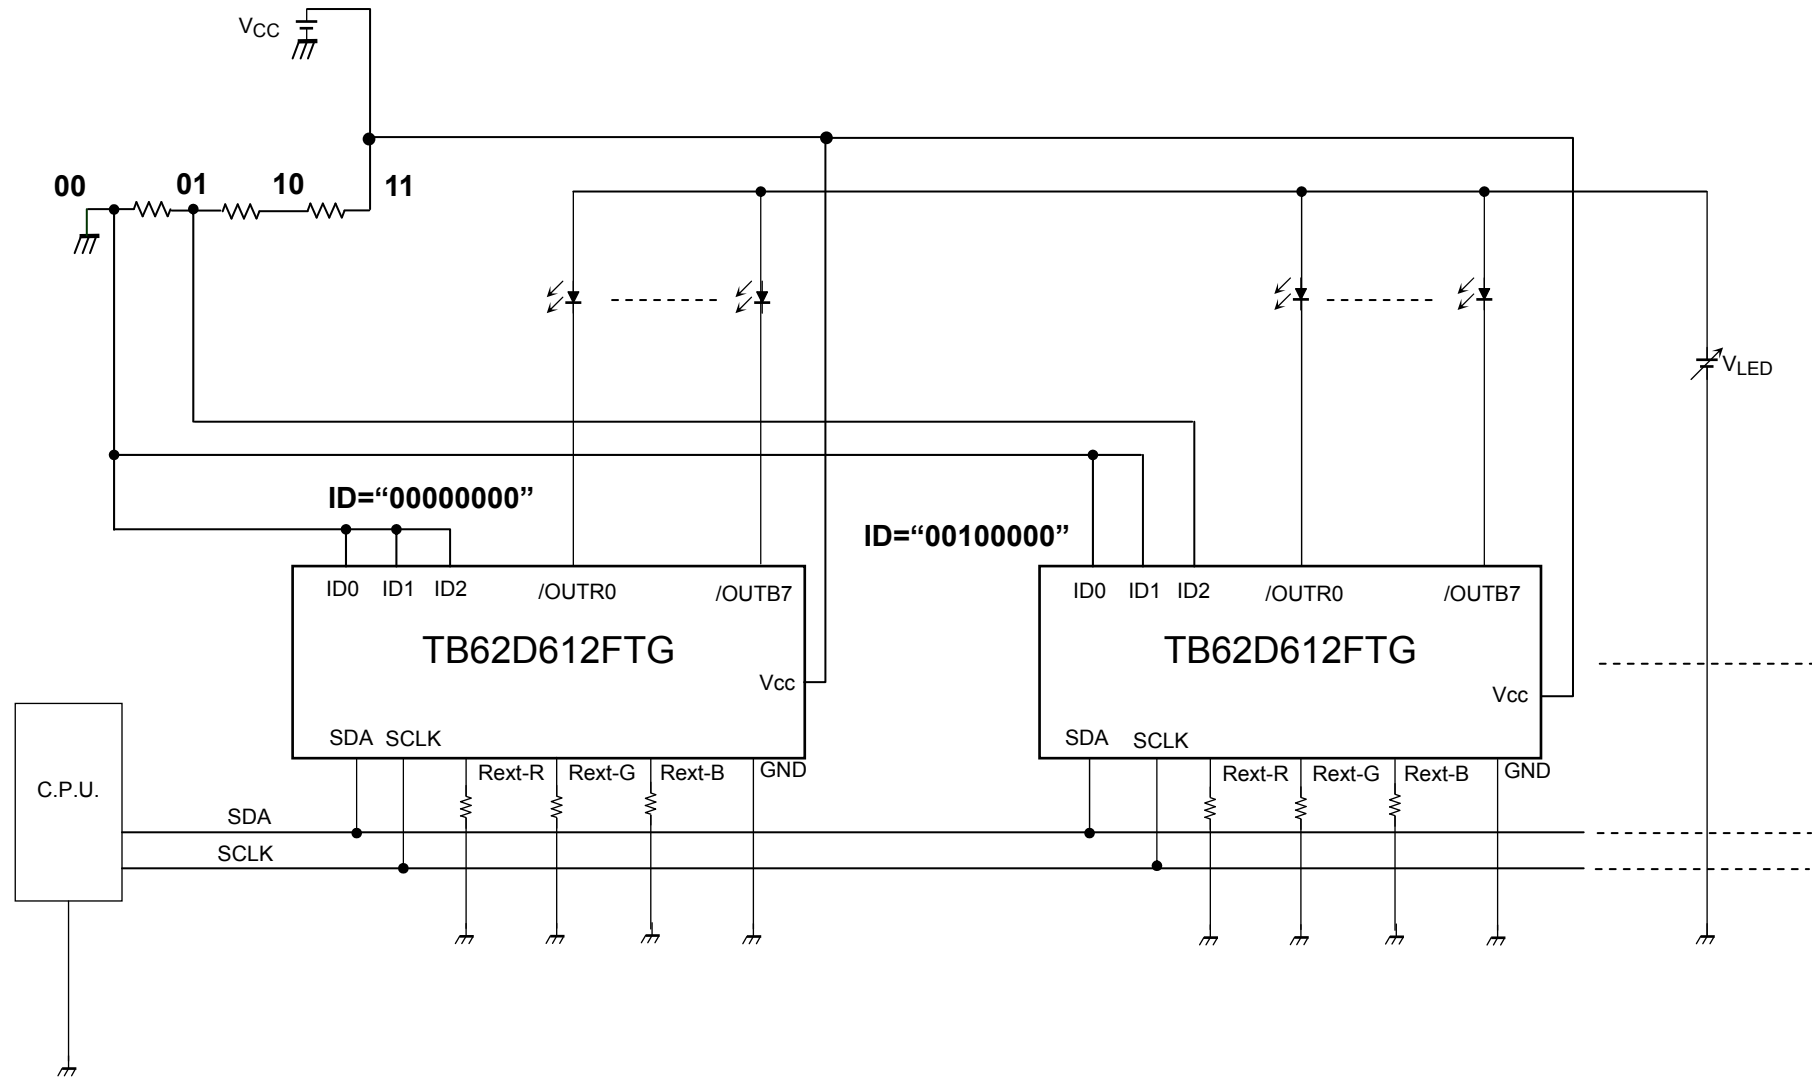 VCC
00 01 10 11
VLED
ID=“00000000”
ID=“00100000”
ID0 ID1 ID2 /OUTR0 /OUTB7
ID0 ID1 ID2 /OUTR0 /OUTB7
TB62D612FTG
TB62D612FTG
Vcc
Vcc
SDA SCLK
SDA SCLK
Rext-R Rext-G Rext-B GND
Rext-R Rext-G Rext-B GND
C.P.U.
SDA
SCLK